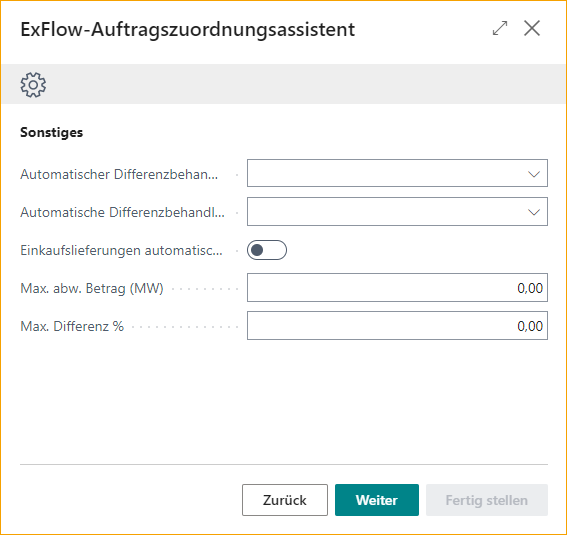 ExFlow-Auftragszuordnungsassistent
Sonstiges
Automatischer Differenzbehan...
Automatische Differenzbehandl...
Einkaufslieferungen automatisc...
Max. abw. Betrag (MW) 0,00
Max. Differenz % 0,00
Zurück Weiter Fertig stellen